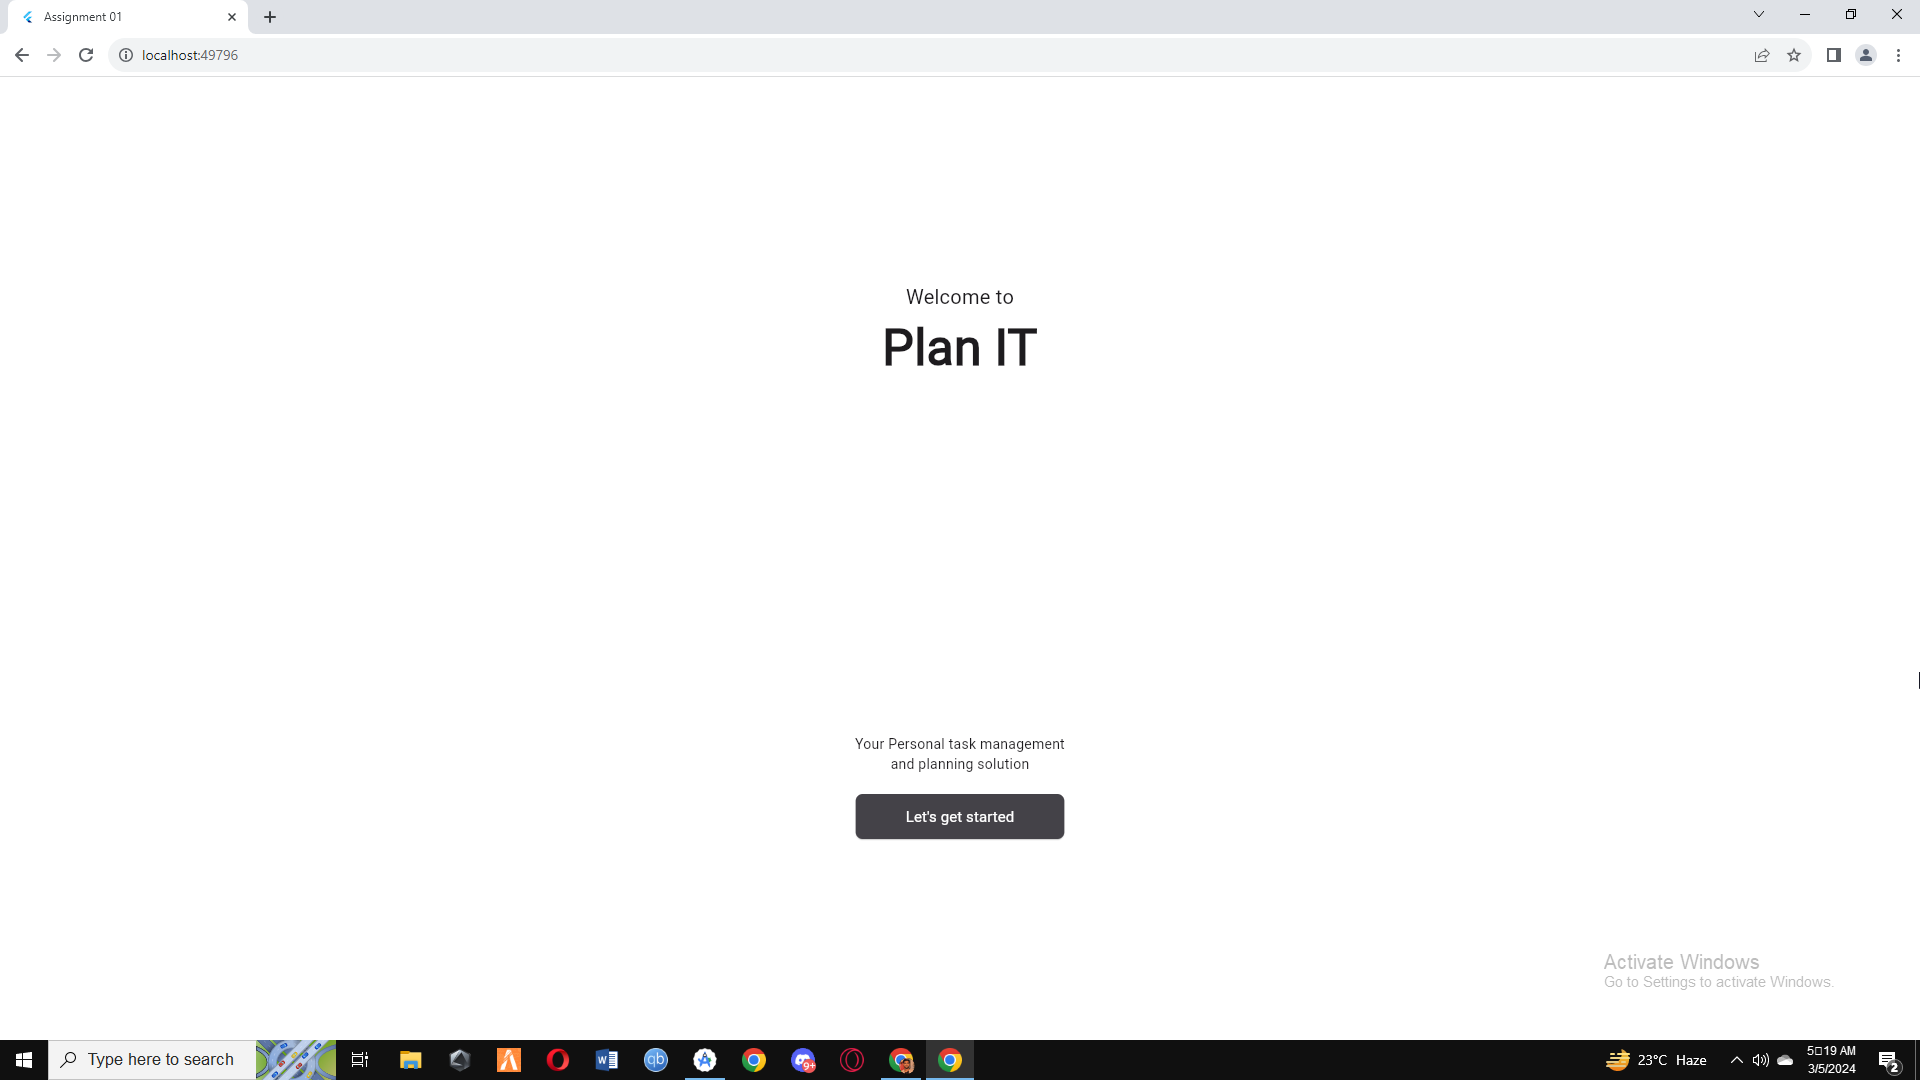 Assignment 01
localhost:49796
Welcome to
Plan IT
Your Personal task management
and planning solution
Let's get started
Activate Windows
Go to Settings to activate Windows.
Type here to search
W
qb
9+
23°C Haze
5□19 AM
3/5/2024
2